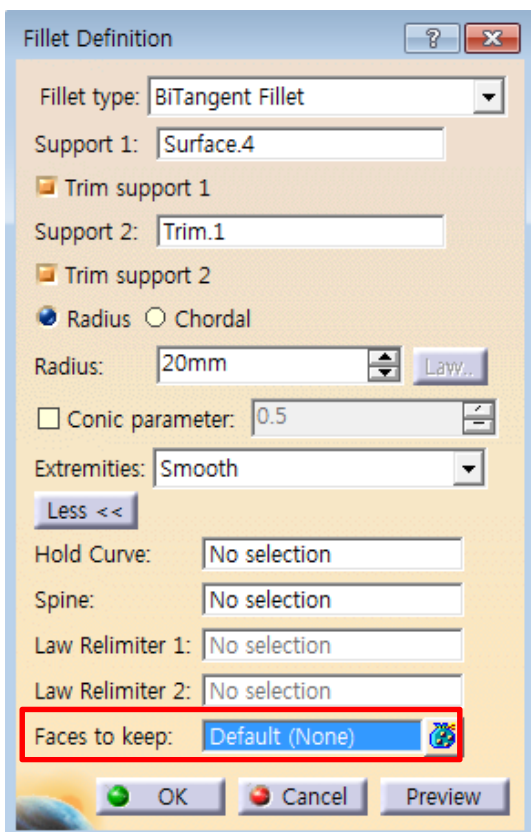 Fillet Definition
Fillet type: BiTangent Fillet
Support 1: Surface.4
Trim support 1
Support 2: Trim.1
Trim support 2
Radius Chordal
Radius: 20mm Law..
Conic parameter: 0.5
Extremities: Smooth
Less <<
Hold Curve: No selection
Spine: No selection
Law Relimiter 1: No selection
Law Relimiter 2: No selection
Faces to keep: Default (None)
OK Cancel Preview